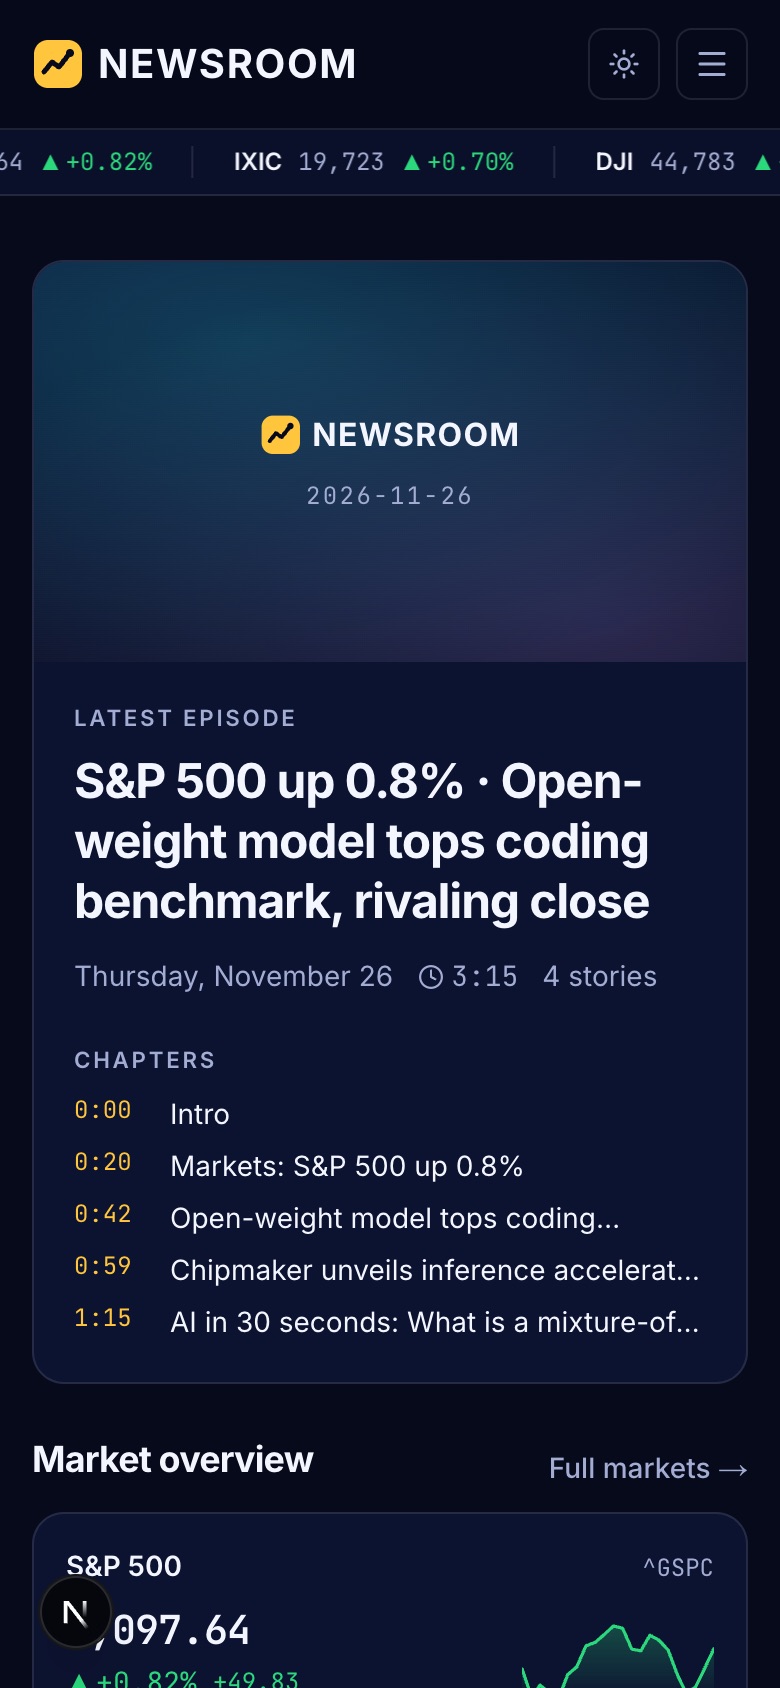 NEWSROOM
64 ▲+0.82% IXIC 19,723 ▲+0.70% DJI 44,783 ▲
NEWSROOM
2026-11-26
LATEST EPISODE
S&P 500 up 0.8% · Open-
weight model tops coding
benchmark, rivaling close
Thursday, November 26 3:15 4 stories
CHAPTERS
0:00 Intro
0:20 Markets: S&P 500 up 0.8%
0:42 Open-weight model tops coding...
0:59 Chipmaker unveils inference accelerat...
1:15 AI in 30 seconds: What is a mixture-of...
Market overview
Full markets →
S&P 500 ^GSPC
N
,097.64
▲+0.82% +49.83